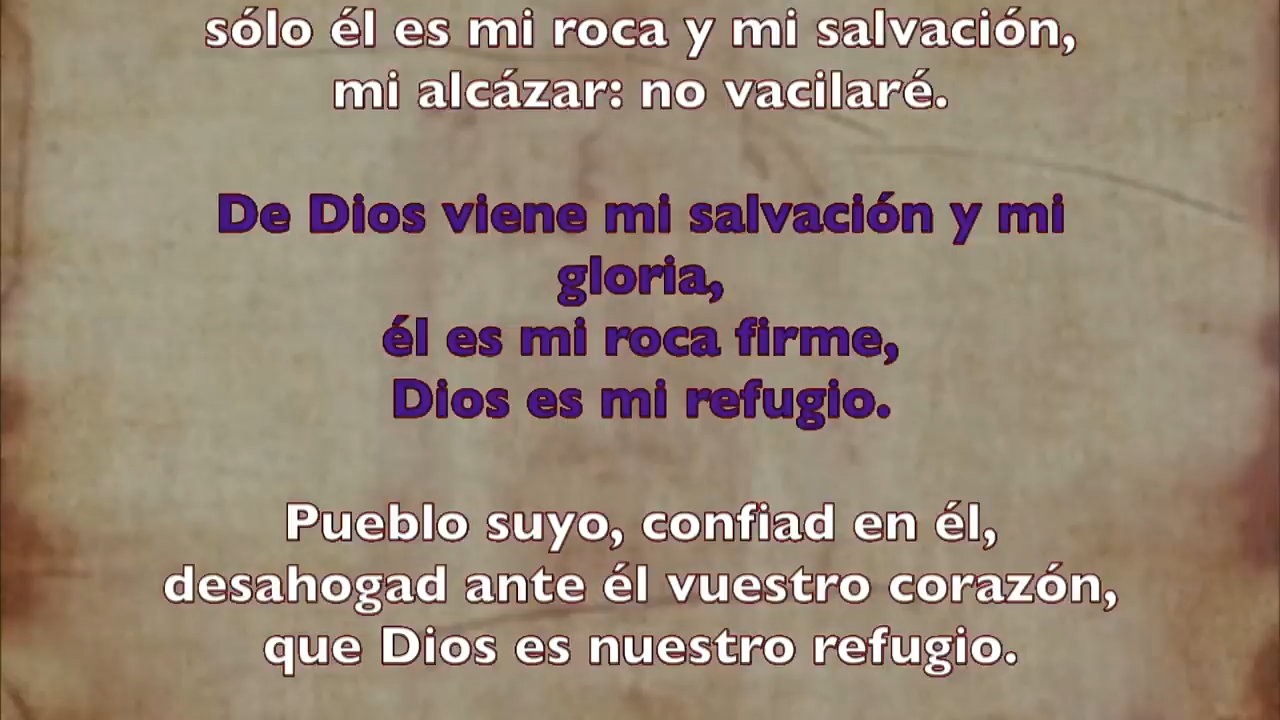 sólo él es mi roca y mi salvación,
mi alcázar: no vacilaré.
De Dios viene mi salvación y mi
gloria,
él es mi roca firme,
Dios es mi refugio.
Pueblo suyo, confiad en él,
desahogad ante él vuestro corazón,
que Dios es nuestro refugio.